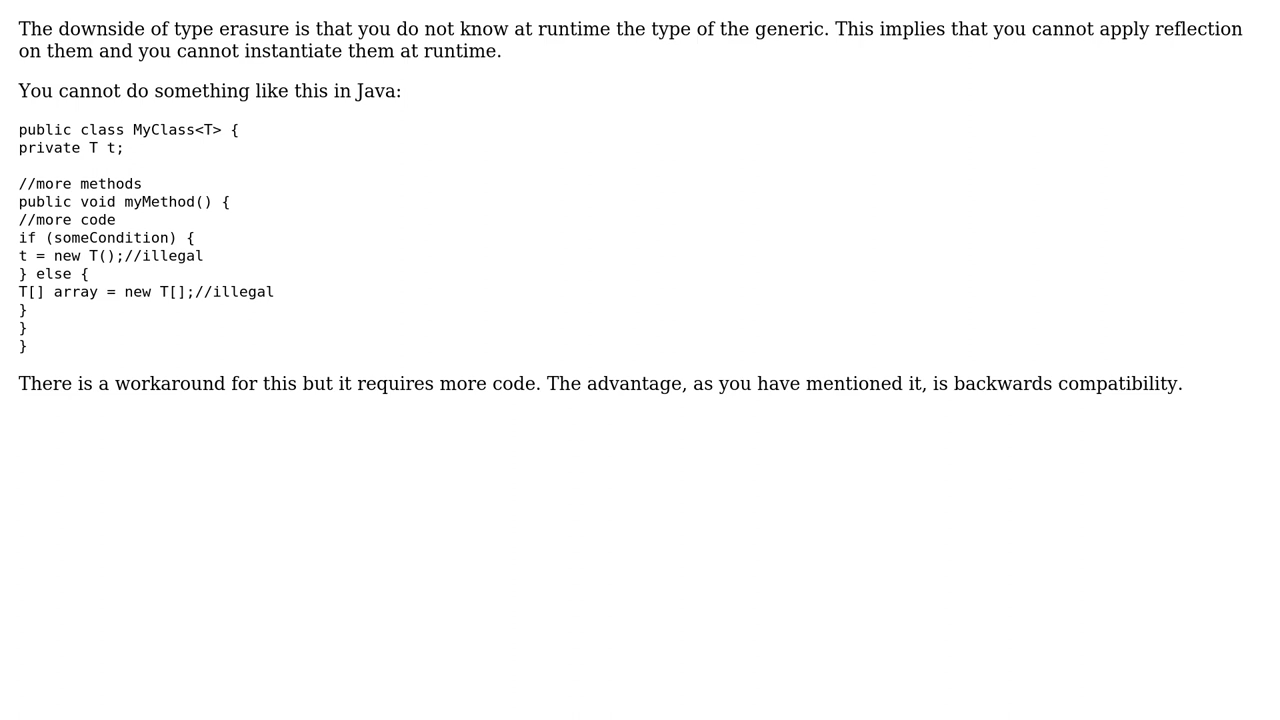 The downside of type erasure is that you do not know at runtime the type of the generic. This implies that you cannot apply reflection
on them and you cannot instantiate them at runtime.
You cannot do something like this in Java:
public class MyClass<T> {
private T t;
//more methods
public void myMethod() {
//more code
if (someCondition) {
t = new T();//illegal
} else {
T[] array = new T[];//illegal
}
}
}
There is a workaround for this but it requires more code. The advantage, as you have mentioned it, is backwards compatibility.